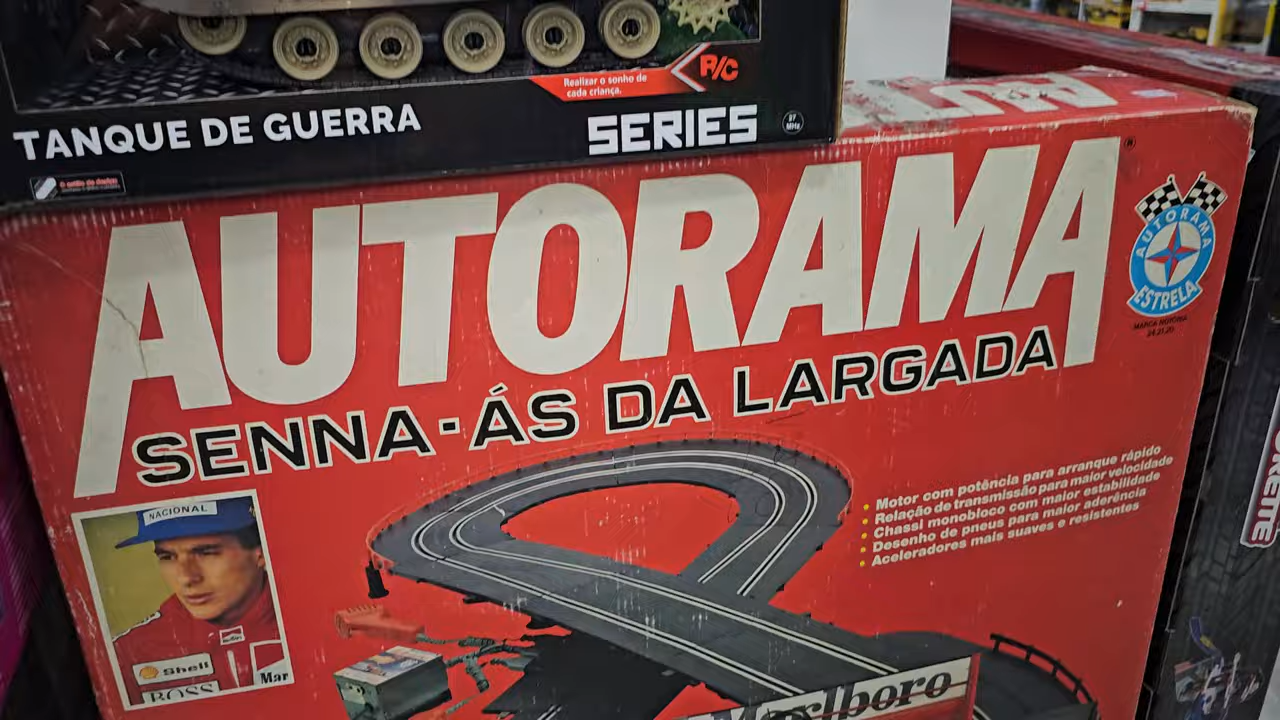 Realizar o sonho de
cada criança.
R/C
TANQUE DE GUERRA
SERIES
27
MHz
AUTORAMA
®
AUTORAMA
ESTRELA
SENNA-ÁS DA LARGADA
• Motor com potência para arranque rápido
• Relação de transmissão para maior velocidade
• Chassi monobloco com maior estabilidade
• Desenho de pneus para maior aderência
• Aceleradores mais suaves e resistentes
NACIONAL
Shell
BOSS
Mar
Marlboro